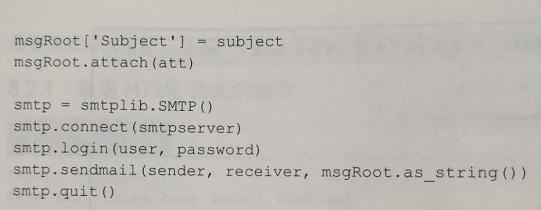 msgRoot['Subject'] = subject
msgRoot.attach(att)
smtp = smtplib.SMTP()
smtp.connect(smtpserver)
smtp.login(user, password)
smtp.sendmail(sender, receiver, msgRoot.as_string())
smtp.quit()